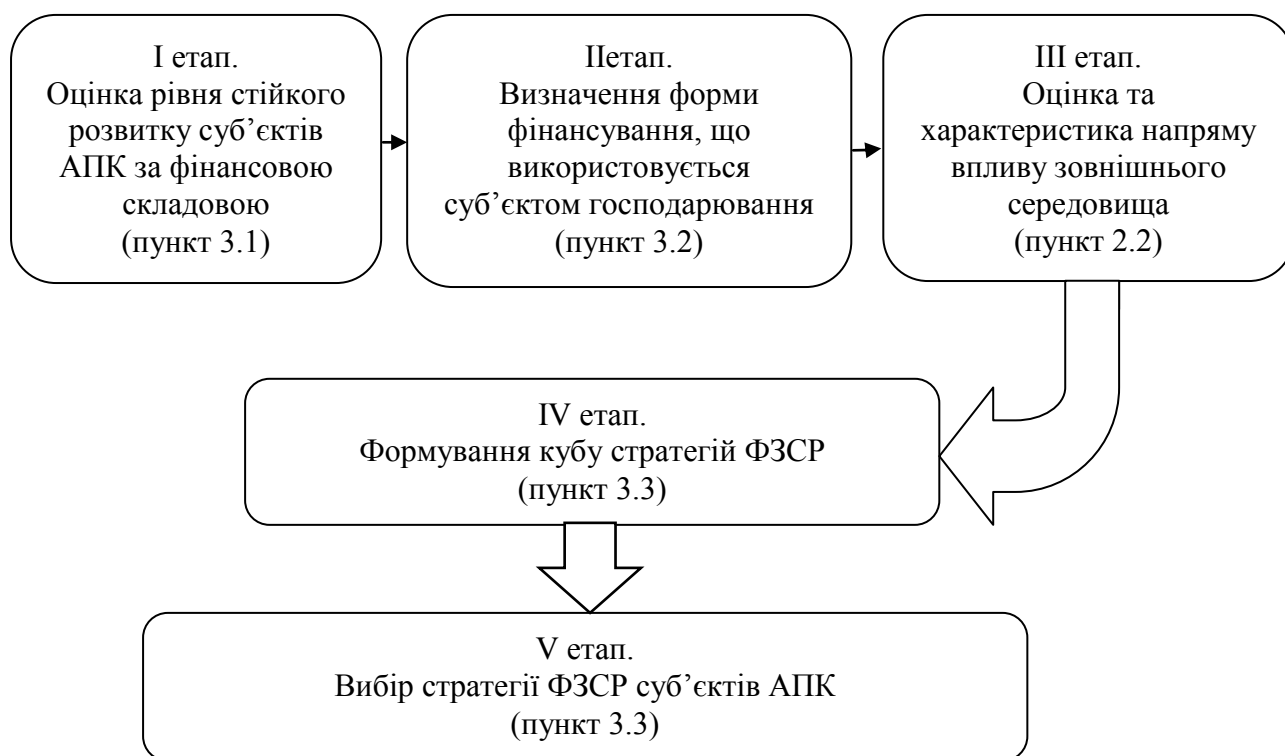 I етап.
Оцінка рівня стійкого
розвитку суб’єктів
АПК за фінансовою
складовою
(пункт 3.1)
IIетап.
Визначення форми
фінансування, що
використовується
суб’єктом господарювання
(пункт 3.2)
III етап.
Оцінка та
характеристика напряму
впливу зовнішнього
середовища
(пункт 2.2)
IV етап.
Формування кубу стратегій ФЗСР
(пункт 3.3)
V етап.
Вибір стратегії ФЗСР суб’єктів АПК
(пункт 3.3)